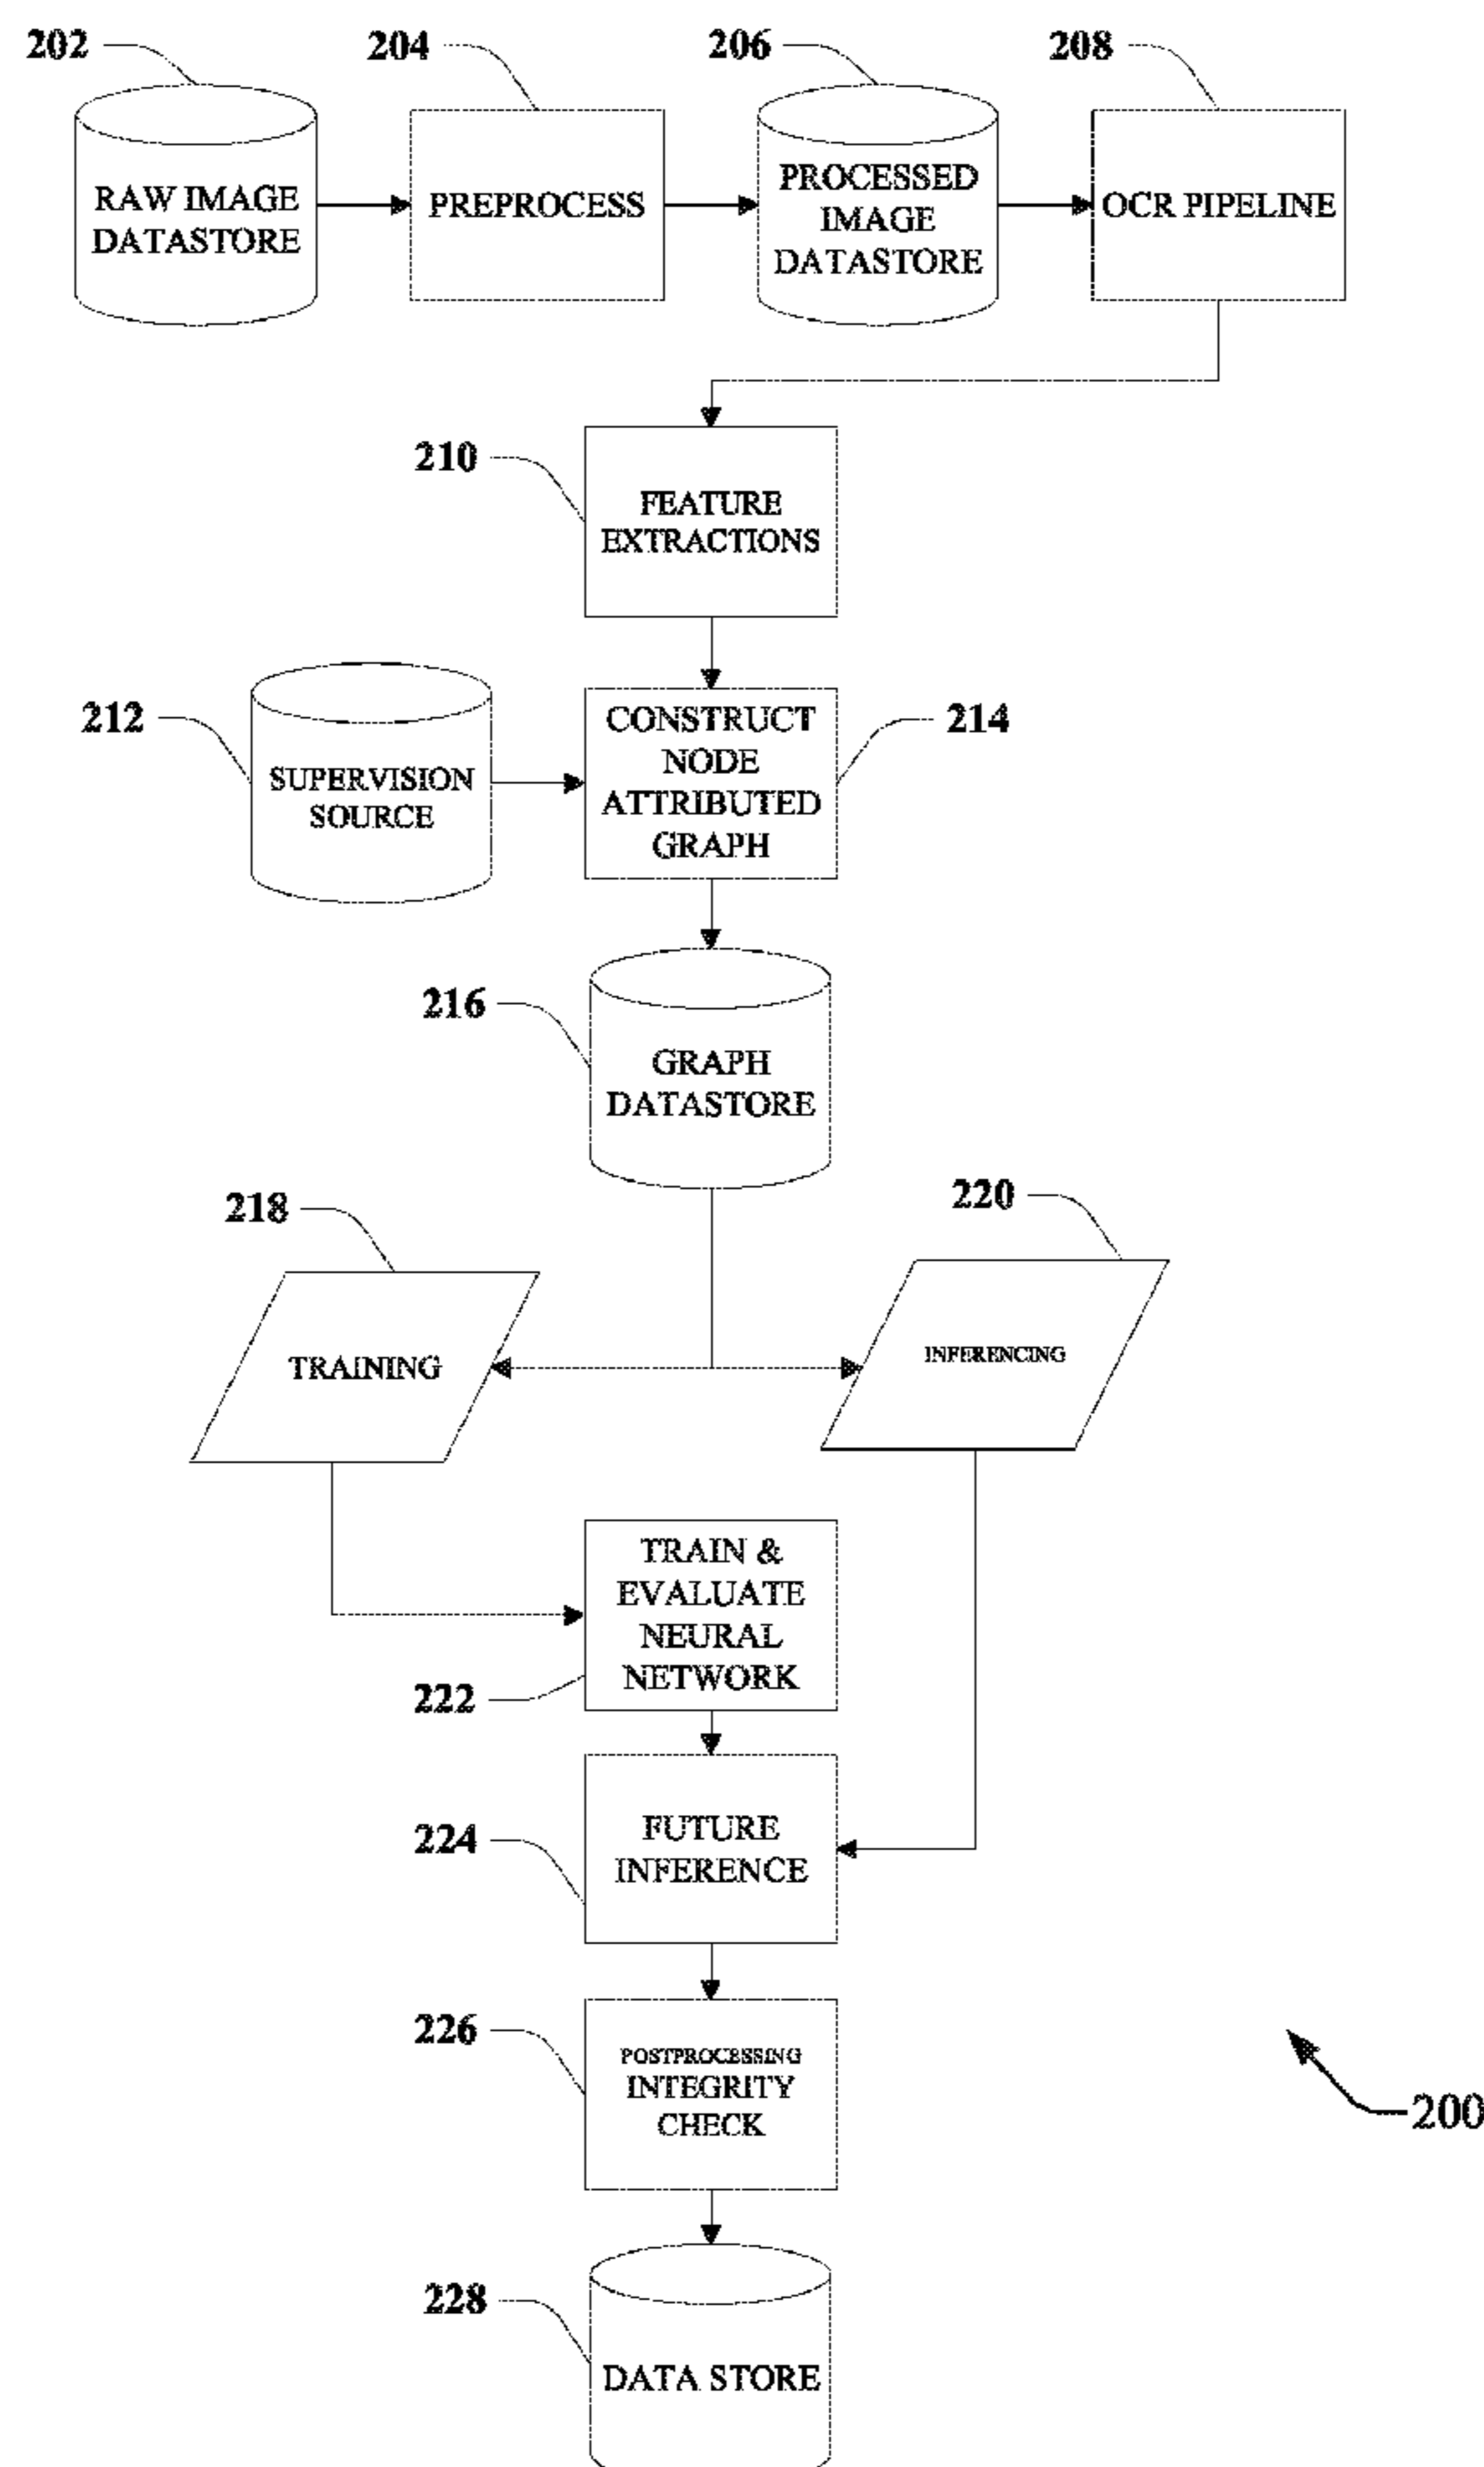 202
204
206
208
RAW IMAGE
DATASTORE
PREPROCESS
PROCESSED
IMAGE
DATASTORE
OCR PIPELINE
210
FEATURE
EXTRACTIONS
212
SUPERVISION
SOURCE
CONSTRUCT
NODE
ATTRIBUTED
GRAPH
214
216
GRAPH
DATASTORE
218
220
TRAINING
INFERENCING
TRAIN &
EVALUATE
NEURAL
NETWORK
222
224
FUTURE
INFERENCE
226
POSTPROCESSING
INTEGRITY
CHECK
200
228
DATA STORE